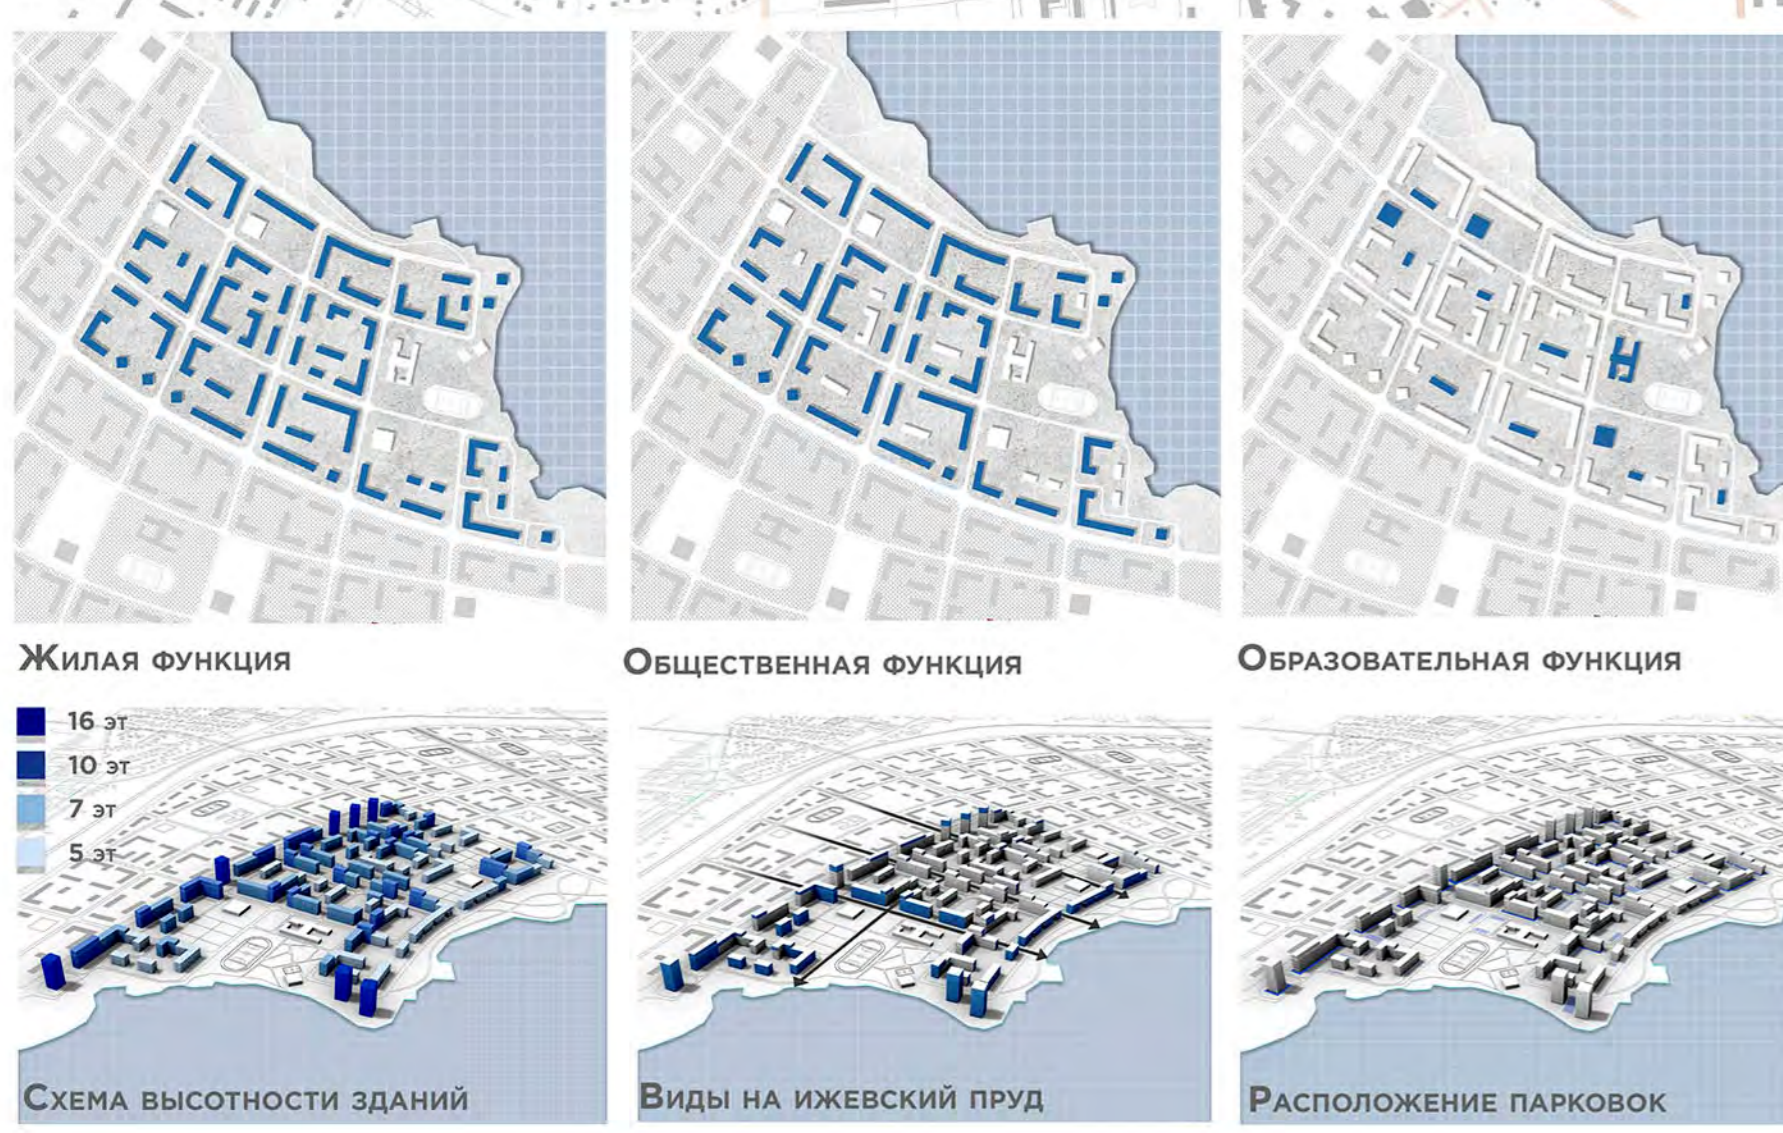 Жилая функция
Общественная функция
Образовательная функция
16 эт
10 эт
7 эт
5 эт
Схема высотности зданий
Виды на ижевский пруд
Расположение парковок